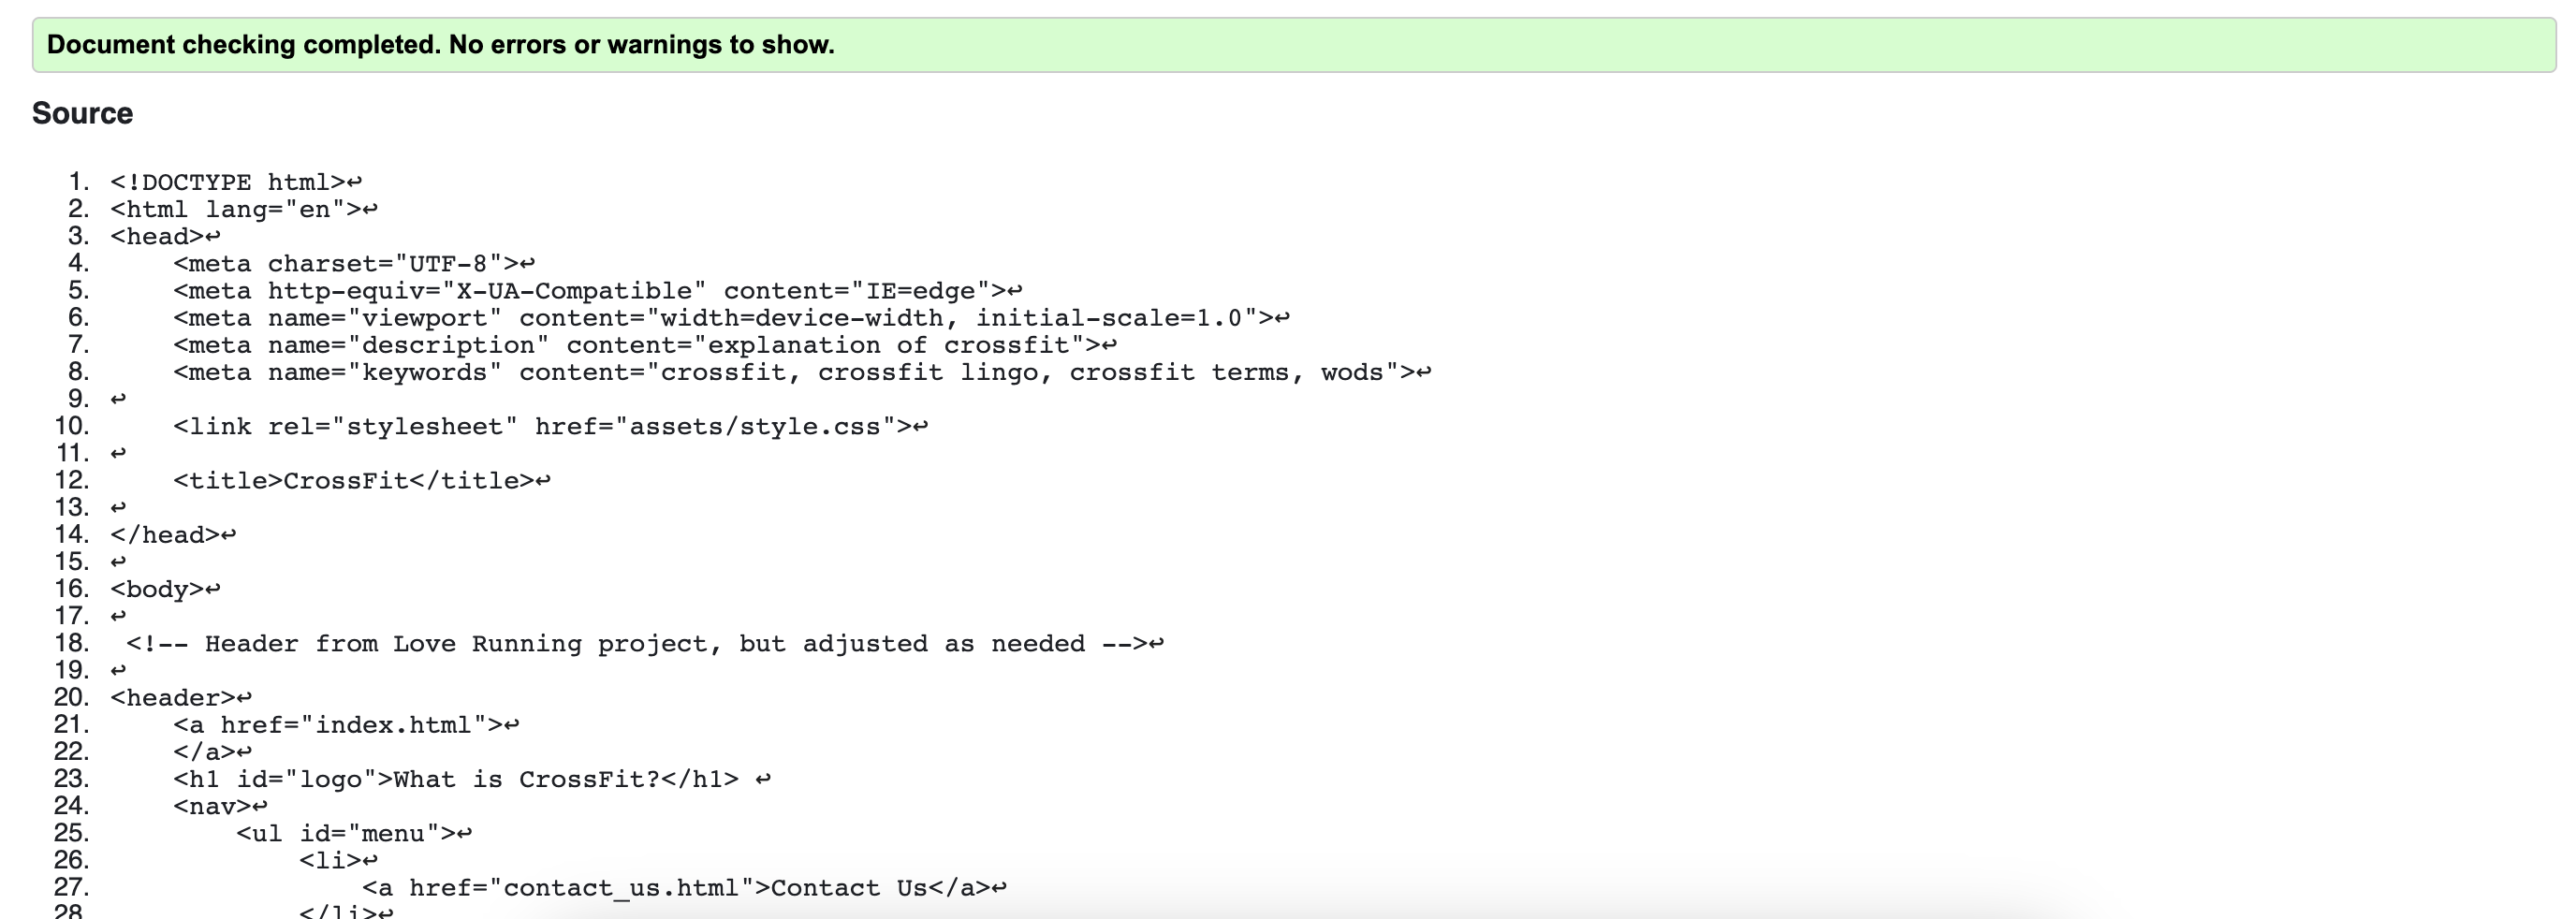 Document checking completed. No errors or warnings to show.
Source
1. <!DOCTYPE html>↩
2. <html lang="en">↩
3. <head>↩
4.     <meta charset="UTF-8">↩
5.     <meta http-equiv="X-UA-Compatible" content="IE=edge">↩
6.     <meta name="viewport" content="width=device-width, initial-scale=1.0">↩
7.     <meta name="description" content="explanation of crossfit">↩
8.     <meta name="keywords" content="crossfit, crossfit lingo, crossfit terms, wods">↩
9. ↩
10.     <link rel="stylesheet" href="assets/style.css">↩
11. ↩
12.     <title>CrossFit</title>↩
13. ↩
14. </head>↩
15. ↩
16. <body>↩
17. ↩
18.  <!-- Header from Love Running project, but adjusted as needed -->↩
19. ↩
20. <header>↩
21.     <a href="index.html">↩
22.     </a>↩
23.     <h1 id="logo">What is CrossFit?</h1> ↩
24.     <nav>↩
25.         <ul id="menu">↩
26.             <li>↩
27.                 <a href="contact_us.html">Contact Us</a>↩
28.             </li>↩